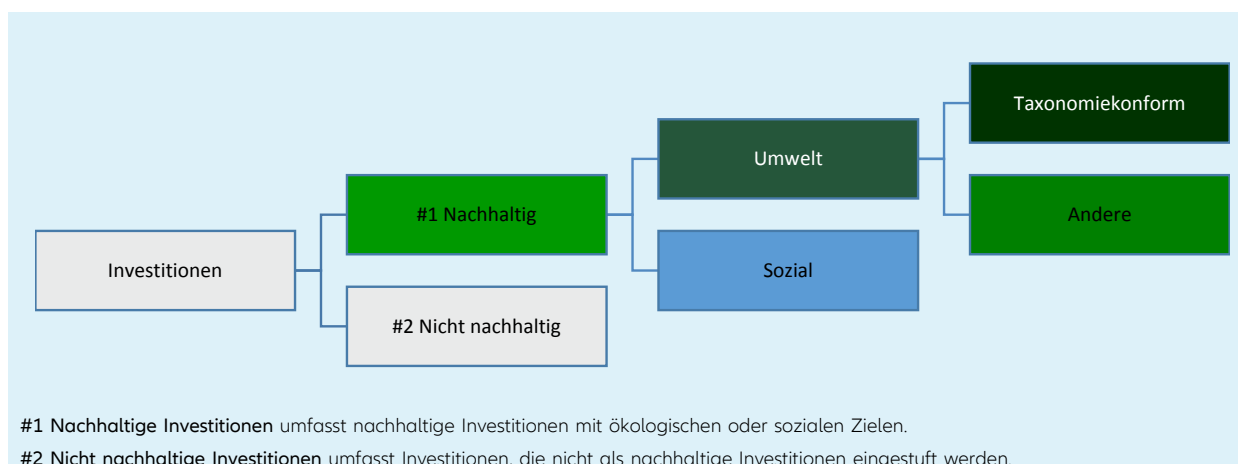 Taxonomiekonform
Umwelt
#1 Nachhaltig
Andere
Investitionen
Sozial
#2 Nicht nachhaltig
#1 Nachhaltige Investitionen umfasst nachhaltige Investitionen mit ökologischen oder sozialen Zielen.
#2 Nicht nachhaltige Investitionen umfasst Investitionen, die nicht als nachhaltige Investitionen eingestuft werden.